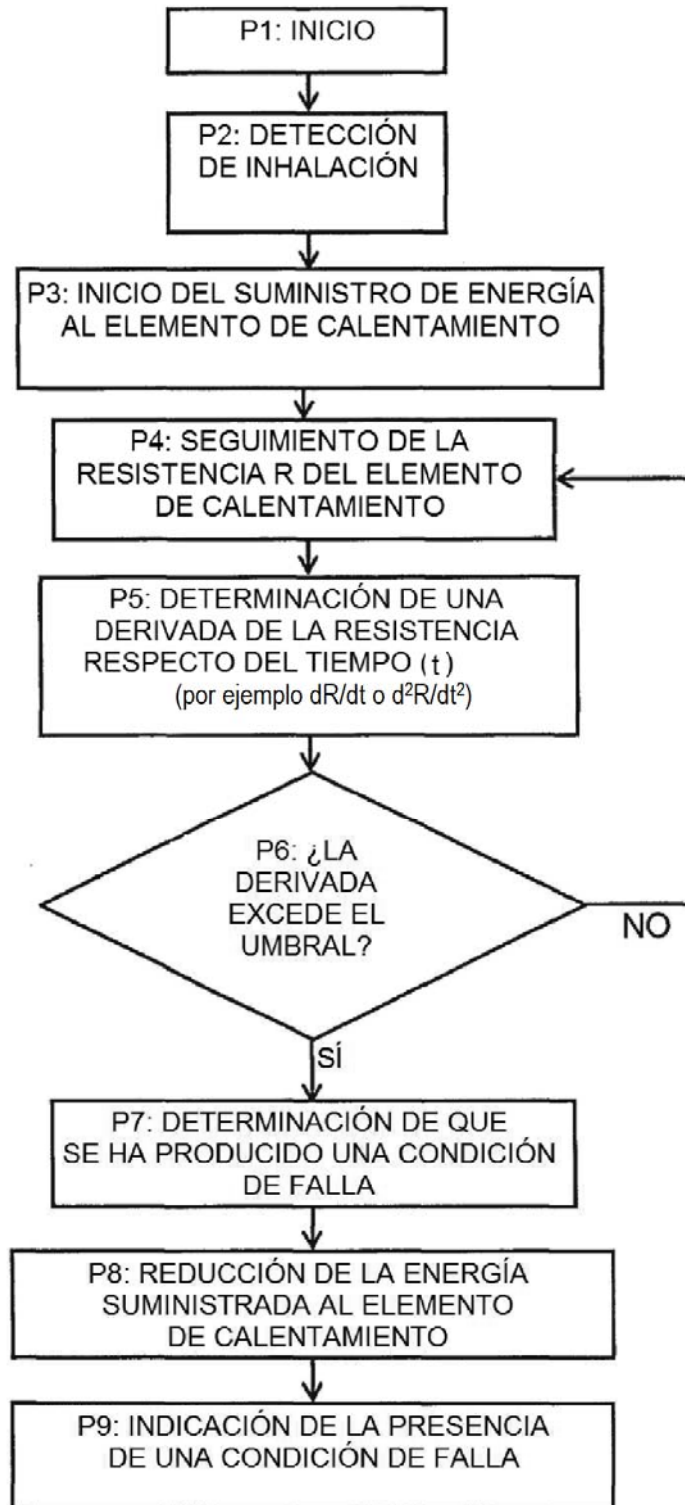 P1: INICIO
P2: DETECCIÓN
DE INHALACIÓN
P3: INICIO DEL SUMINISTRO DE ENERGÍA
AL ELEMENTO DE CALENTAMIENTO
P4: SEGUIMIENTO DE LA
RESISTENCIA R DEL ELEMENTO
DE CALENTAMIENTO
P5: DETERMINACIÓN DE UNA
DERIVADA DE LA RESISTENCIA
RESPECTO DEL TIEMPO (t)
(por ejemplo dR/dt o d²R/dt²)
P6: ¿LA
DERIVADA
EXCEDE EL
UMBRAL?
NO
SÍ
P7: DETERMINACIÓN DE QUE
SE HA PRODUCIDO UNA CONDICIÓN
DE FALLA
P8: REDUCCIÓN DE LA ENERGÍA
SUMINISTRADA AL ELEMENTO
DE CALENTAMIENTO
P9: INDICACIÓN DE LA PRESENCIA
DE UNA CONDICIÓN DE FALLA